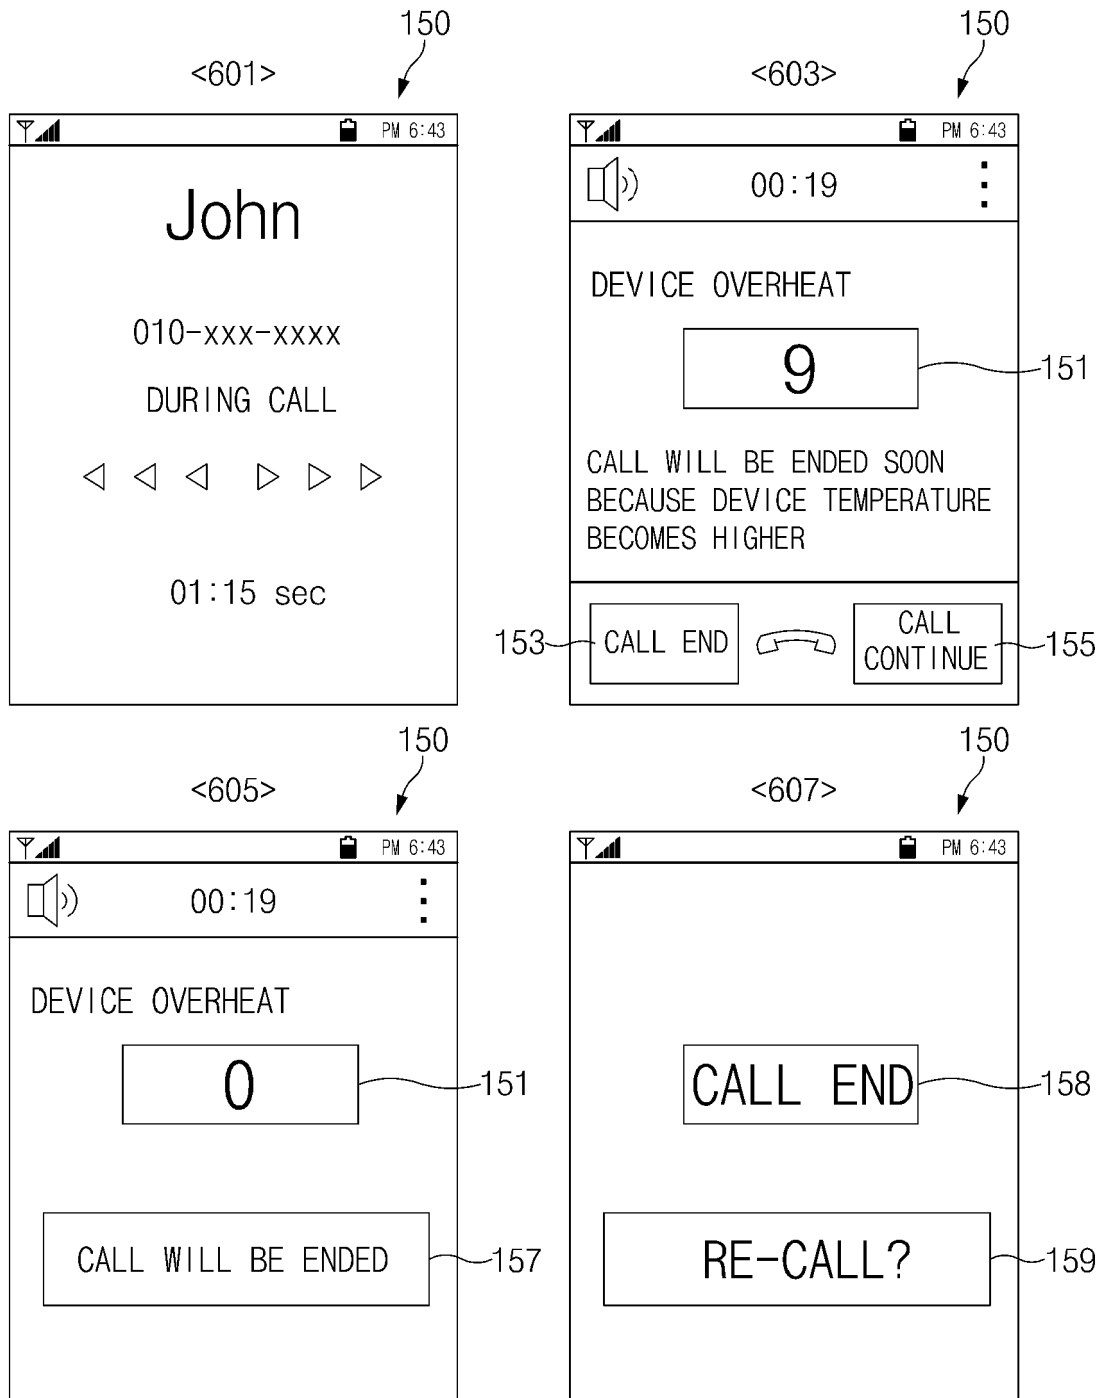 150
<601>
PM 6:43
John
010-xxx-xxxx
DURING CALL
01:15 sec
150
<603>
PM 6:43
00:19
DEVICE OVERHEAT
9
151
CALL WILL BE ENDED SOON
BECAUSE DEVICE TEMPERATURE
BECOMES HIGHER
153
CALL END
CALL
CONTINUE
155
150
<605>
PM 6:43
00:19
DEVICE OVERHEAT
0
151
CALL WILL BE ENDED
157
150
<607>
PM 6:43
CALL END
158
RE-CALL?
159